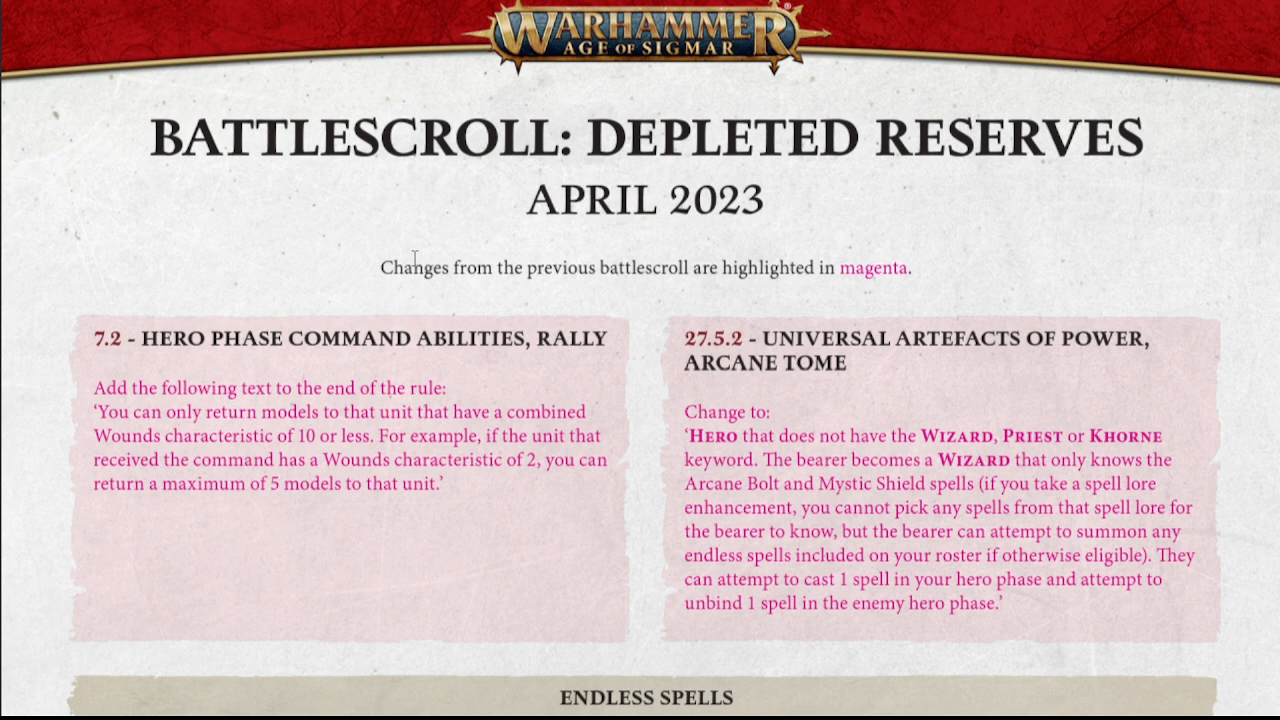 WARHAMMER
AGE OF SIGMAR
BATTLESCROLL: DEPLETED RESERVES
APRIL 2023
Changes from the previous battlescroll are highlighted in magenta.
7.2 - HERO PHASE COMMAND ABILITIES, RALLY
Add the following text to the end of the rule:
‘You can only return models to that unit that have a combined
Wounds characteristic of 10 or less. For example, if the unit that
received the command has a Wounds characteristic of 2, you can
return a maximum of 5 models to that unit.’
27.5.2 - UNIVERSAL ARTEFACTS OF POWER,
ARCANE TOME
Change to:
‘HERO that does not have the WIZARD, PRIEST or KHORNE
keyword. The bearer becomes a WIZARD that only knows the
Arcane Bolt and Mystic Shield spells (if you take a spell lore
enhancement, you cannot pick any spells from that spell lore for
the bearer to know, but the bearer can attempt to summon any
endless spells included on your roster if otherwise eligible). They
can attempt to cast 1 spell in your hero phase and attempt to
unbind 1 spell in the enemy hero phase.’
ENDLESS SPELLS